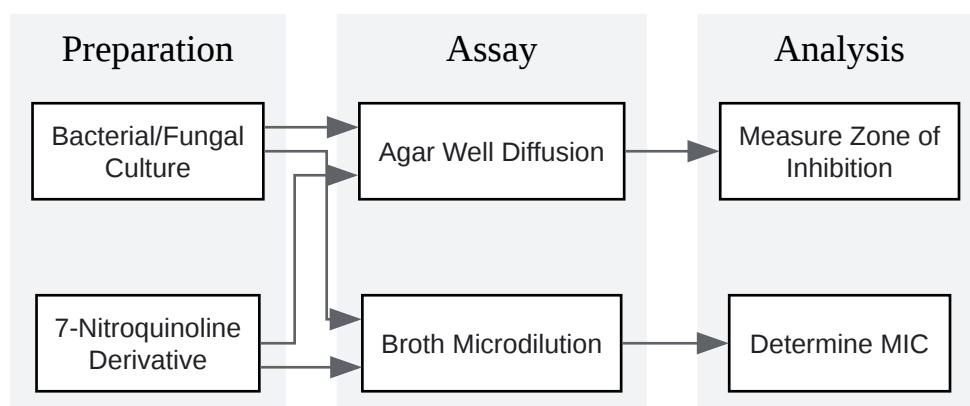 Preparation
Assay
Analysis
Bacterial/Fungal
Culture
Agar Well Diffusion
Measure Zone of
Inhibition
7-Nitroquinoline
Derivative
Broth Microdilution
Determine MIC